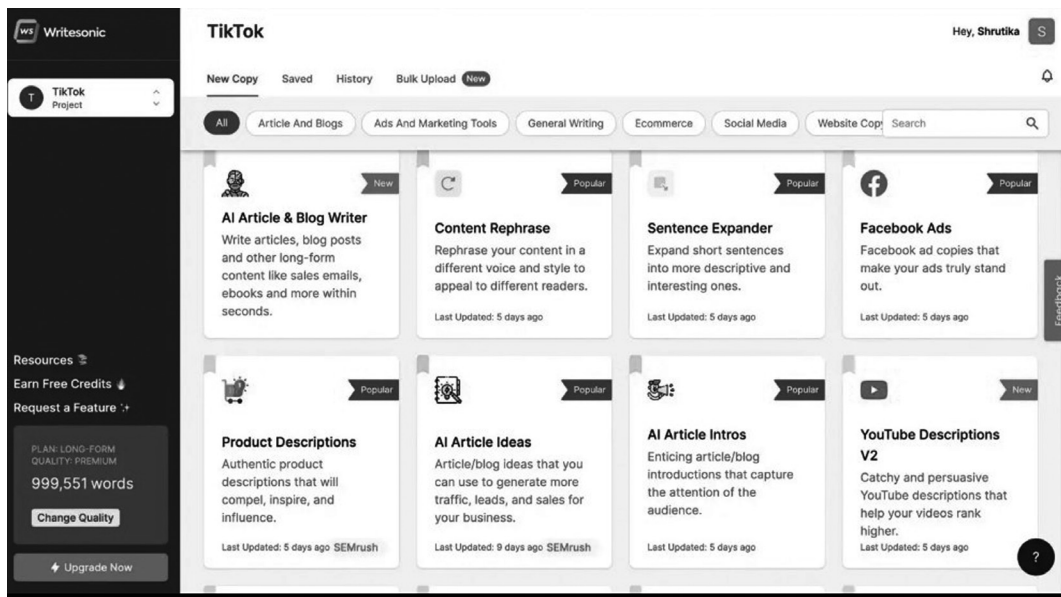 ws Writesonic
TikTok
Hey, Shrutika S
T TikTok
Project
New Copy Saved History Bulk Upload New
All Article And Blogs Ads And Marketing Tools General Writing Ecommerce Social Media Website Copy Search
New
AI Article & Blog Writer
Write articles, blog posts
and other long-form
content like sales emails,
ebooks and more within
seconds.
Popular
Content Rephrase
Rephrase your content in a
different voice and style to
appeal to different readers.
Last Updated: 5 days ago
Popular
Sentence Expander
Expand short sentences
into more descriptive and
interesting ones.
Last Updated: 5 days ago
Popular
Facebook Ads
Facebook ad copies that
make your ads truly stand
out.
Last Updated: 5 days ago
Feedback
Popular
Product Descriptions
Authentic product
descriptions that will
compel, inspire, and
influence.
Last Updated: 5 days ago SEMrush
Popular
AI Article Ideas
Article/blog ideas that you
can use to generate more
traffic, leads, and sales for
your business.
Last Updated: 9 days ago SEMrush
Popular
AI Article Intros
Enticing article/blog
introductions that capture
the attention of the
audience.
Last Updated: 5 days ago
New
YouTube Descriptions
V2
Catchy and persuasive
YouTube descriptions that
help your videos rank
higher.
Last Updated: 5 days ago
Resources
Earn Free Credits
Request a Feature
PLAN: LONG-FORM
QUALITY: PREMIUM
999,551 words
Change Quality
Upgrade Now
?